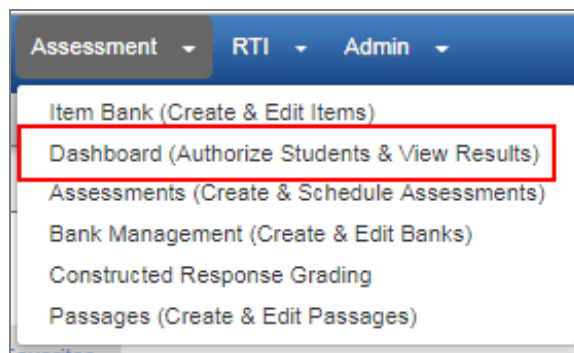 Assessment RTI Admin
Item Bank (Create & Edit Items)
Dashboard (Authorize Students & View Results)
Assessments (Create & Schedule Assessments)
Bank Management (Create & Edit Banks)
Constructed Response Grading
Passages (Create & Edit Passages)